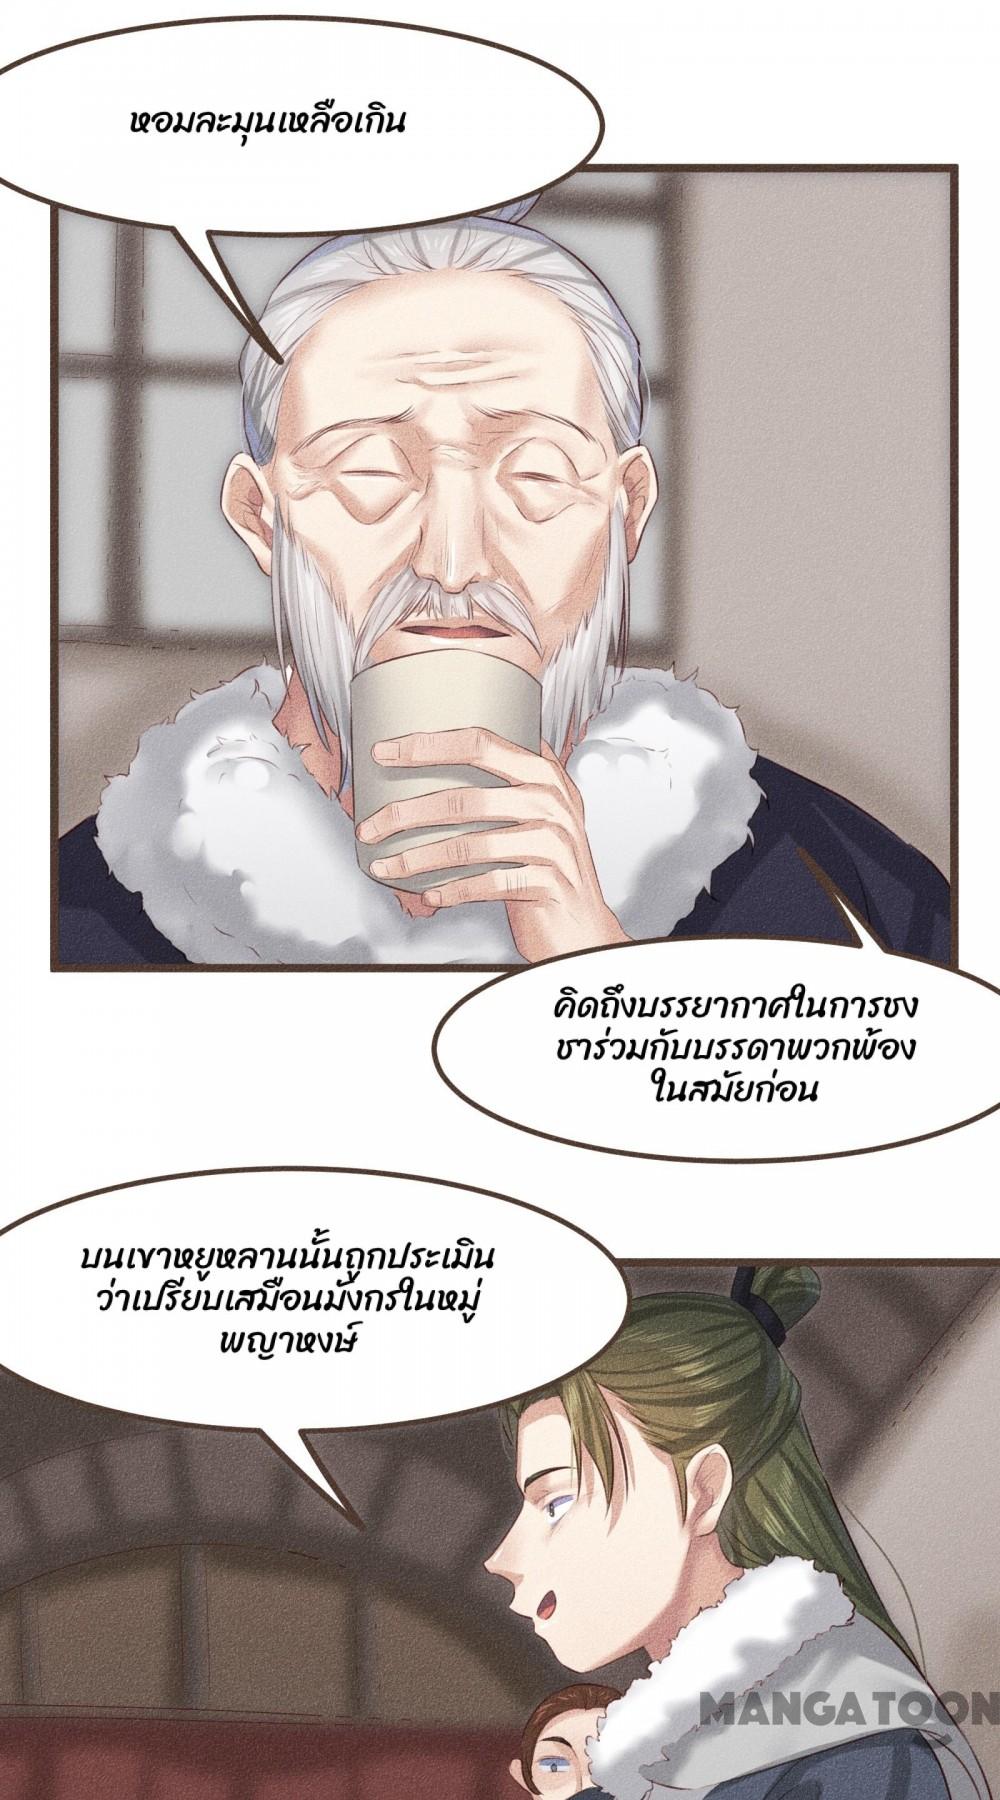 หอมละมุนเหลือเกิน
คิดถึงบรรยากาศในการชง
ชาร่วมกับบรรดาพวกพ้อง
ในสมัยก่อน
บนเขาหยูหลานนั้นถูกประเมิน
ว่าเปรียบเสมือนมังกรในหมู่
พญาหงษ์
MANGA TOON